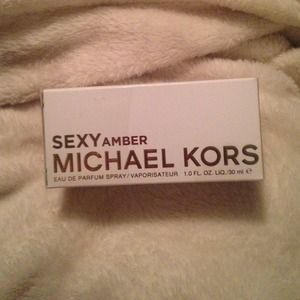 SEXY AMBER
MICHAEL KORS
EAU DE PARFUM SPRAY/VAPORISATEUR 1.0 FL. OZ. LIQ./30 ml ℮